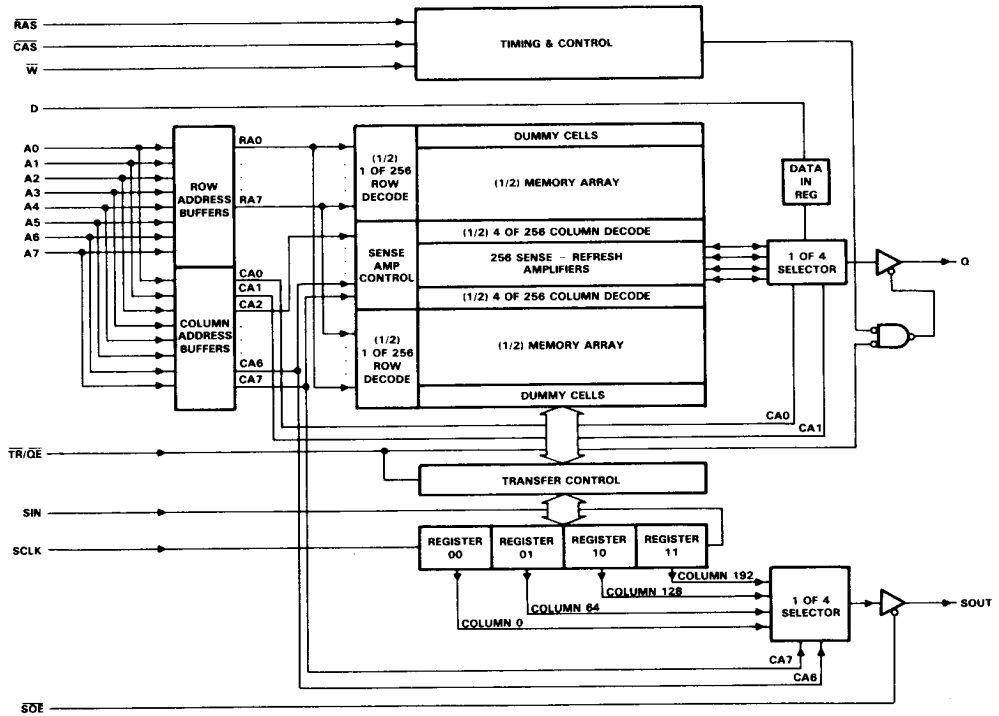 RAS
CAS
W
TIMING & CONTROL
D
A0
A1
A2
A3
A4
A5
A6
A7
ROW
ADDRESS
BUFFERS
RA0
RA7
COLUMN
ADDRESS
BUFFERS
CA0
CA1
CA2
CA6
CA7
(1/2)
1 OF 256
ROW
DECODE
SENSE
AMP
CONTROL
(1/2)
1 OF 256
ROW
DECODE
DUMMY CELLS
(1/2) MEMORY ARRAY
(1/2) 4 OF 256 COLUMN DECODE
256 SENSE – REFRESH
AMPLIFIERS
(1/2) 4 OF 256 COLUMN DECODE
(1/2) MEMORY ARRAY
DUMMY CELLS
DATA
IN
REG
1 OF 4
SELECTOR
Q
CA0
CA1
TR/QE
TRANSFER CONTROL
SIN
SCLK
REGISTER
00
REGISTER
01
REGISTER
10
REGISTER
11
COLUMN 192
COLUMN 128
COLUMN 64
COLUMN 0
1 OF 4
SELECTOR
SOUT
CA7
CA6
SOE